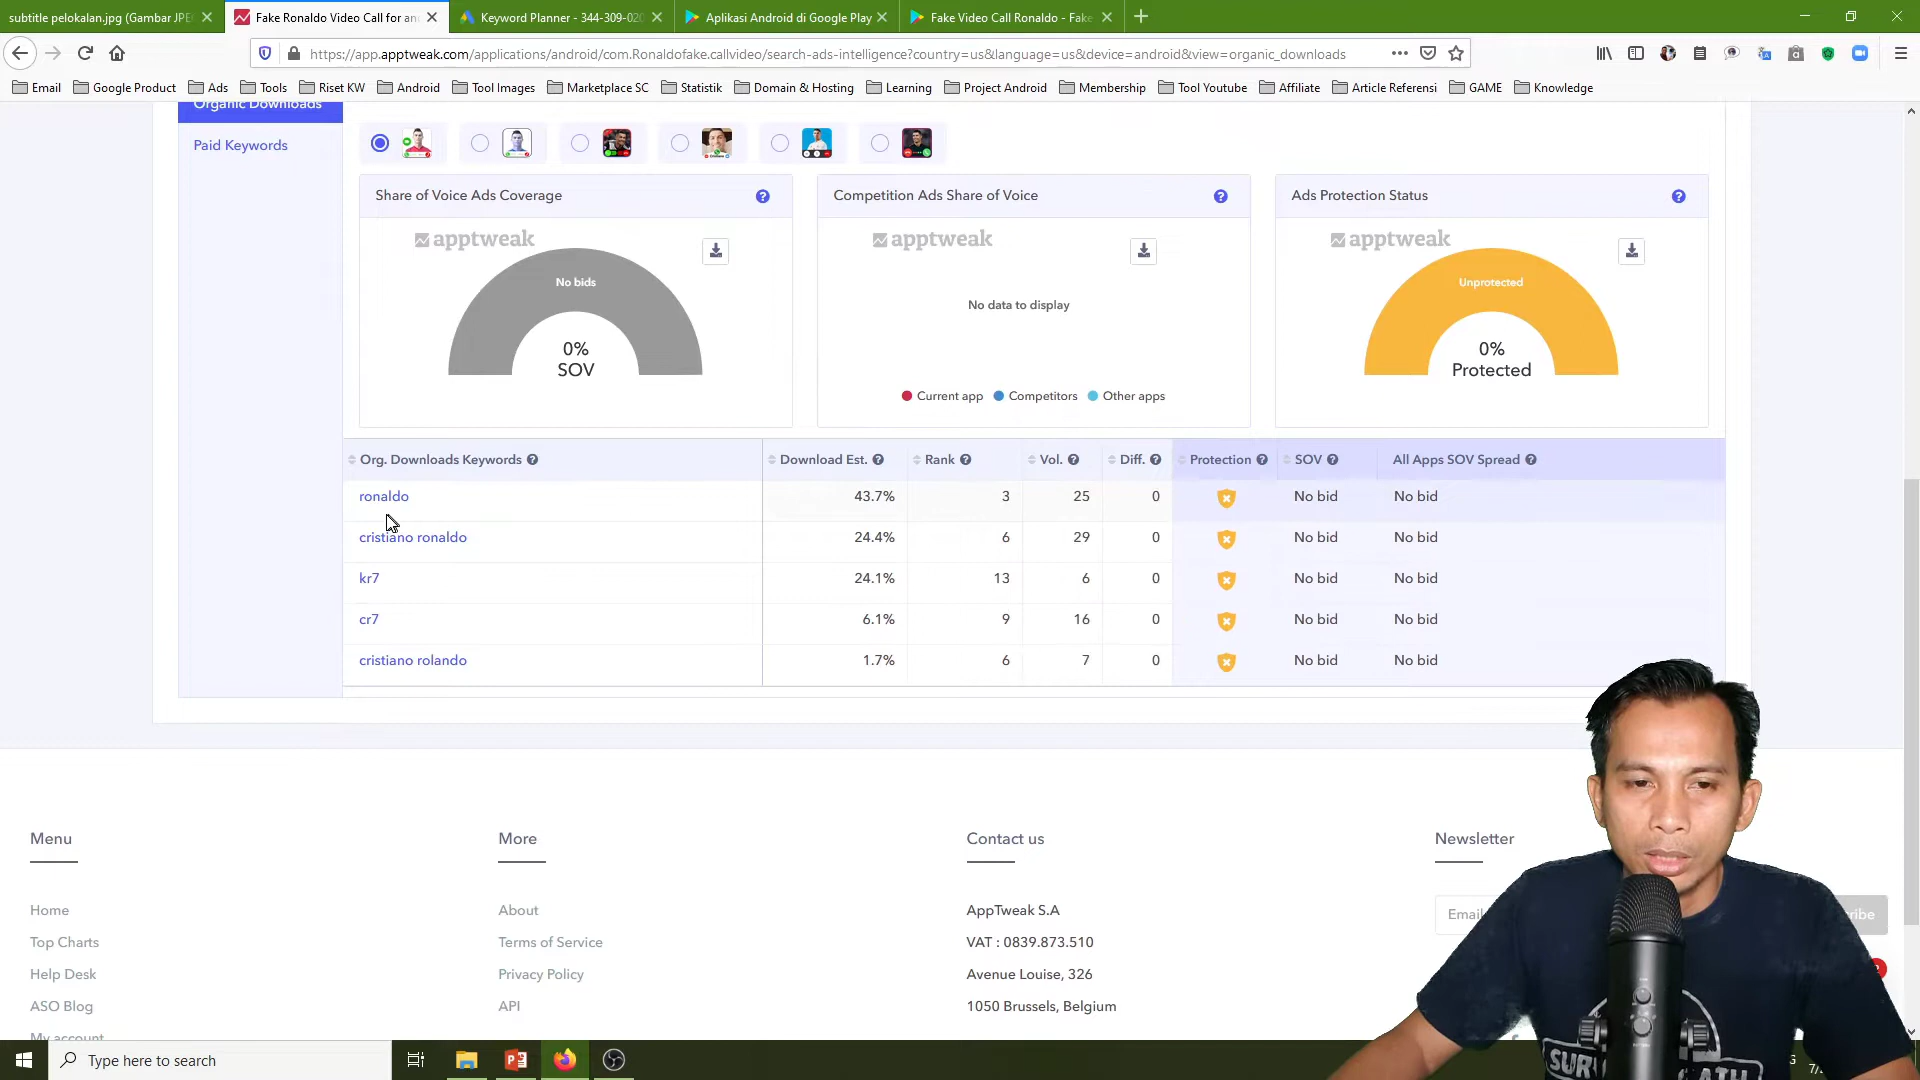 subtitle pelokalan.jpg (Gambar JPE
Fake Ronaldo Video Call for an
Keyword Planner - 344-309-020
Aplikasi Android di Google Play
Fake Video Call Ronaldo - Fake
https://app.apptweak.com/applications/android/com.Ronaldofake.callvideo/search-ads-intelligence?country=us&language=us&device=android&view=organic_downloads
Email Google Product Ads Tools Riset KW Android Tool Images Marketplace SC Statistik Domain & Hosting Learning Project Android Membership Tool Youtube Affiliate Article Referensi GAME Knowledge
Organic Downloads
Paid Keywords
Share of Voice Ads Coverage
Competition Ads Share of Voice
Ads Protection Status
apptweak
apptweak
apptweak
No bids
0%
SOV
No data to display
Current app Competitors Other apps
Unprotected
0%
Protected
Org. Downloads Keywords Download Est. Rank Vol. Diff. Protection SOV All Apps SOV Spread
ronaldo 43.7% 3 25 0 No bid No bid
cristiano ronaldo 24.4% 6 29 0 No bid No bid
kr7 24.1% 13 6 0 No bid No bid
cr7 6.1% 9 16 0 No bid No bid
cristiano rolando 1.7% 6 7 0 No bid No bid
Menu
Home
Top Charts
Help Desk
ASO Blog
My account
More
About
Terms of Service
Privacy Policy
API
Contact us
AppTweak S.A
VAT : 0839.873.510
Avenue Louise, 326
1050 Brussels, Belgium
Newsletter
Type here to search